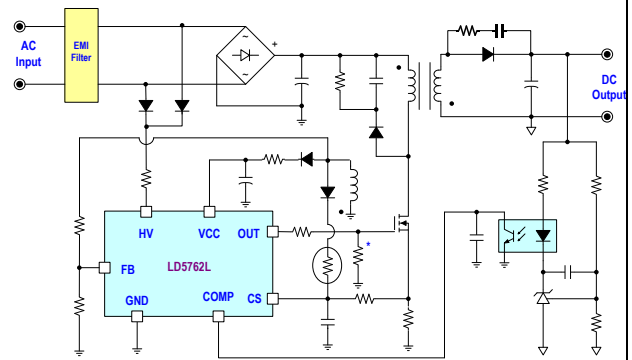 AC
Input
EMI
Filter
~
+
~
DC
Output
HV
VCC
OUT
*
FB
LD5762L
GND
COMP
CS